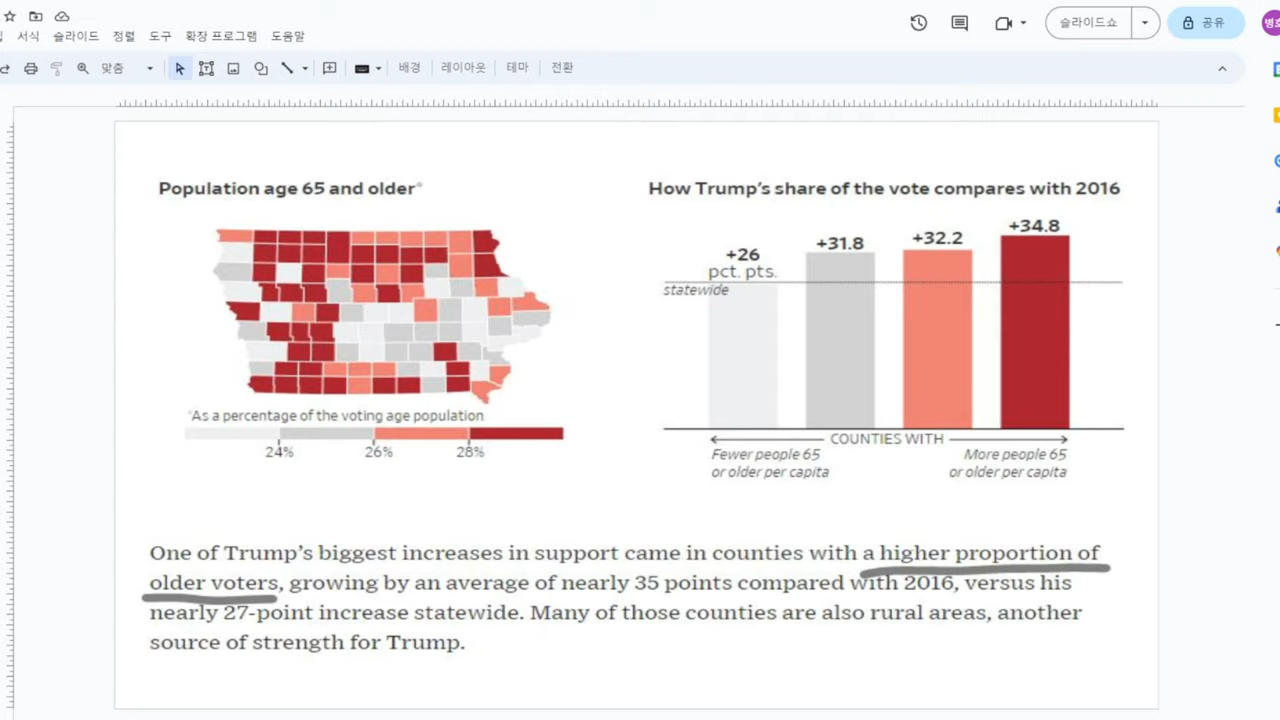 서식 슬라이드 정렬 도구 확장 프로그램 도움말
슬라이드쇼
공유
맞춤
배경 레이아웃 테마 전환
Population age 65 and older*
*As a percentage of the voting age population
24% 26% 28%
How Trump's share of the vote compares with 2016
+26
pct. pts.
+31.8
+32.2
+34.8
statewide
COUNTIES WITH
Fewer people 65
or older per capita
More people 65
or older per capita
One of Trump's biggest increases in support came in counties with a higher proportion of
older voters, growing by an average of nearly 35 points compared with 2016, versus his
nearly 27-point increase statewide. Many of those counties are also rural areas, another
source of strength for Trump.